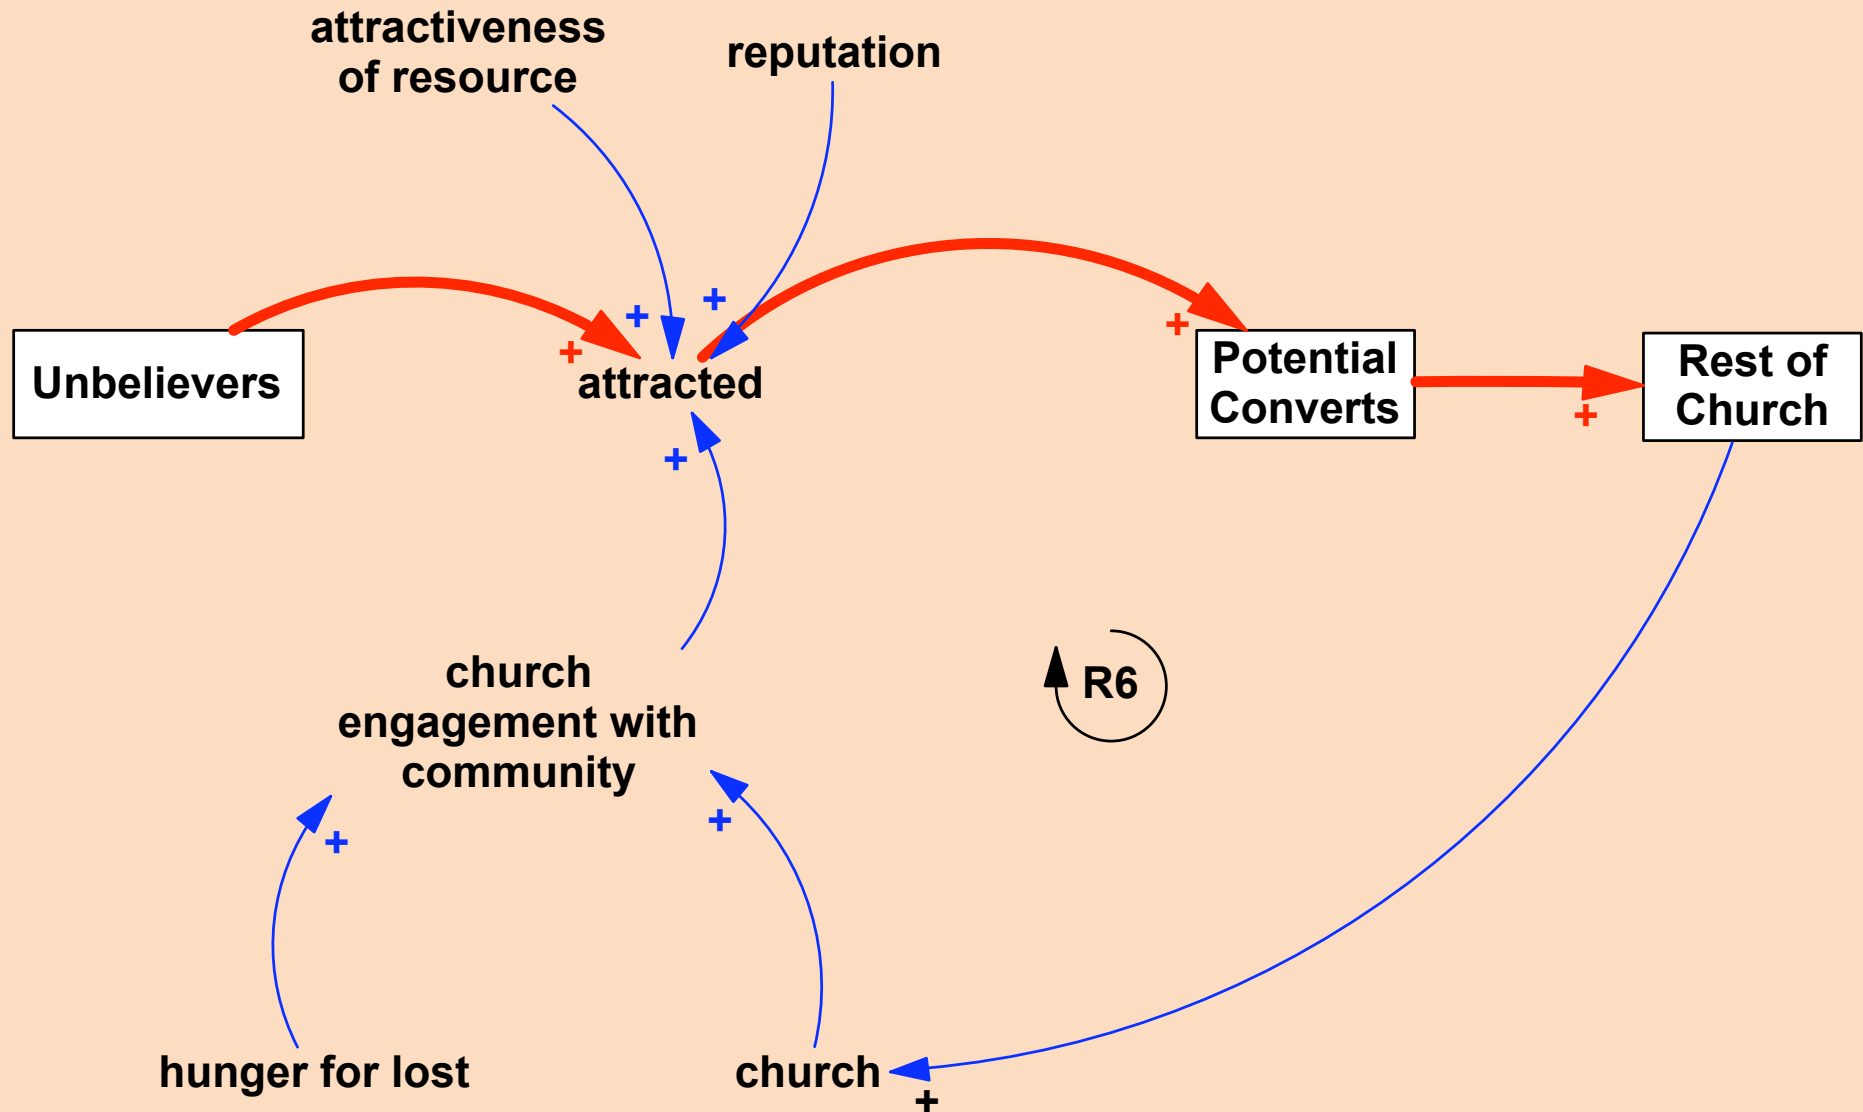 attractiveness
of resource
reputation
+
+
+
+
Unbelievers
attracted
Potential
Converts
+
Rest of
Church
+
church
engagement with
community
R6
+
+
hunger for lost
church
+